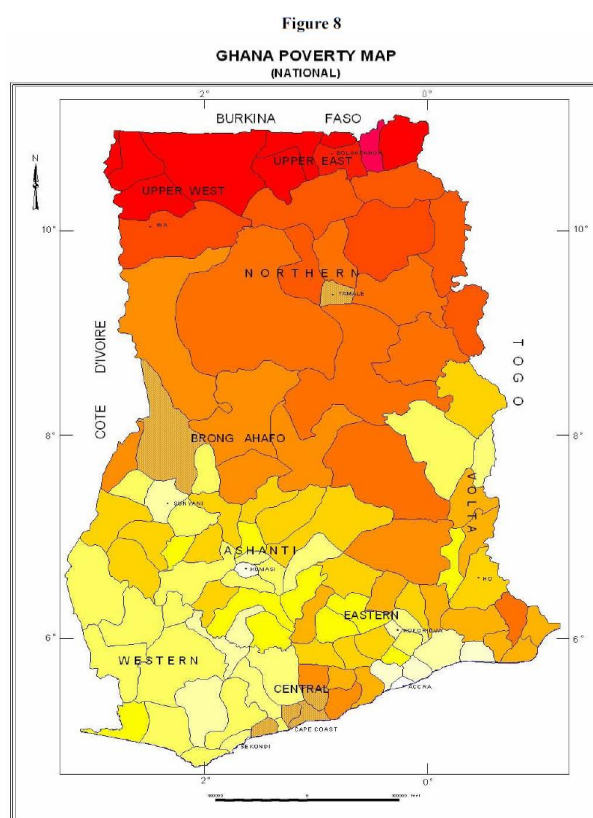 Figure 8
GHANA POVERTY MAP
(NATIONAL)
BURKINA FASO
N
BOLGATANGA
UPPER EAST
UPPER WEST
WA
10° 10°
NORTHERN
TAMALE
COTE D'IVOIRE
TOGO
8° 8°
BRONG AHAFO
SUNYANI
VOLTA
ASHANTI
KUMASI
HO
EASTERN
KOFORIDUA
6° 6°
WESTERN
CENTRAL
ACCRA
CAPE COAST
SEKONDI
2° 0°
2° 0°